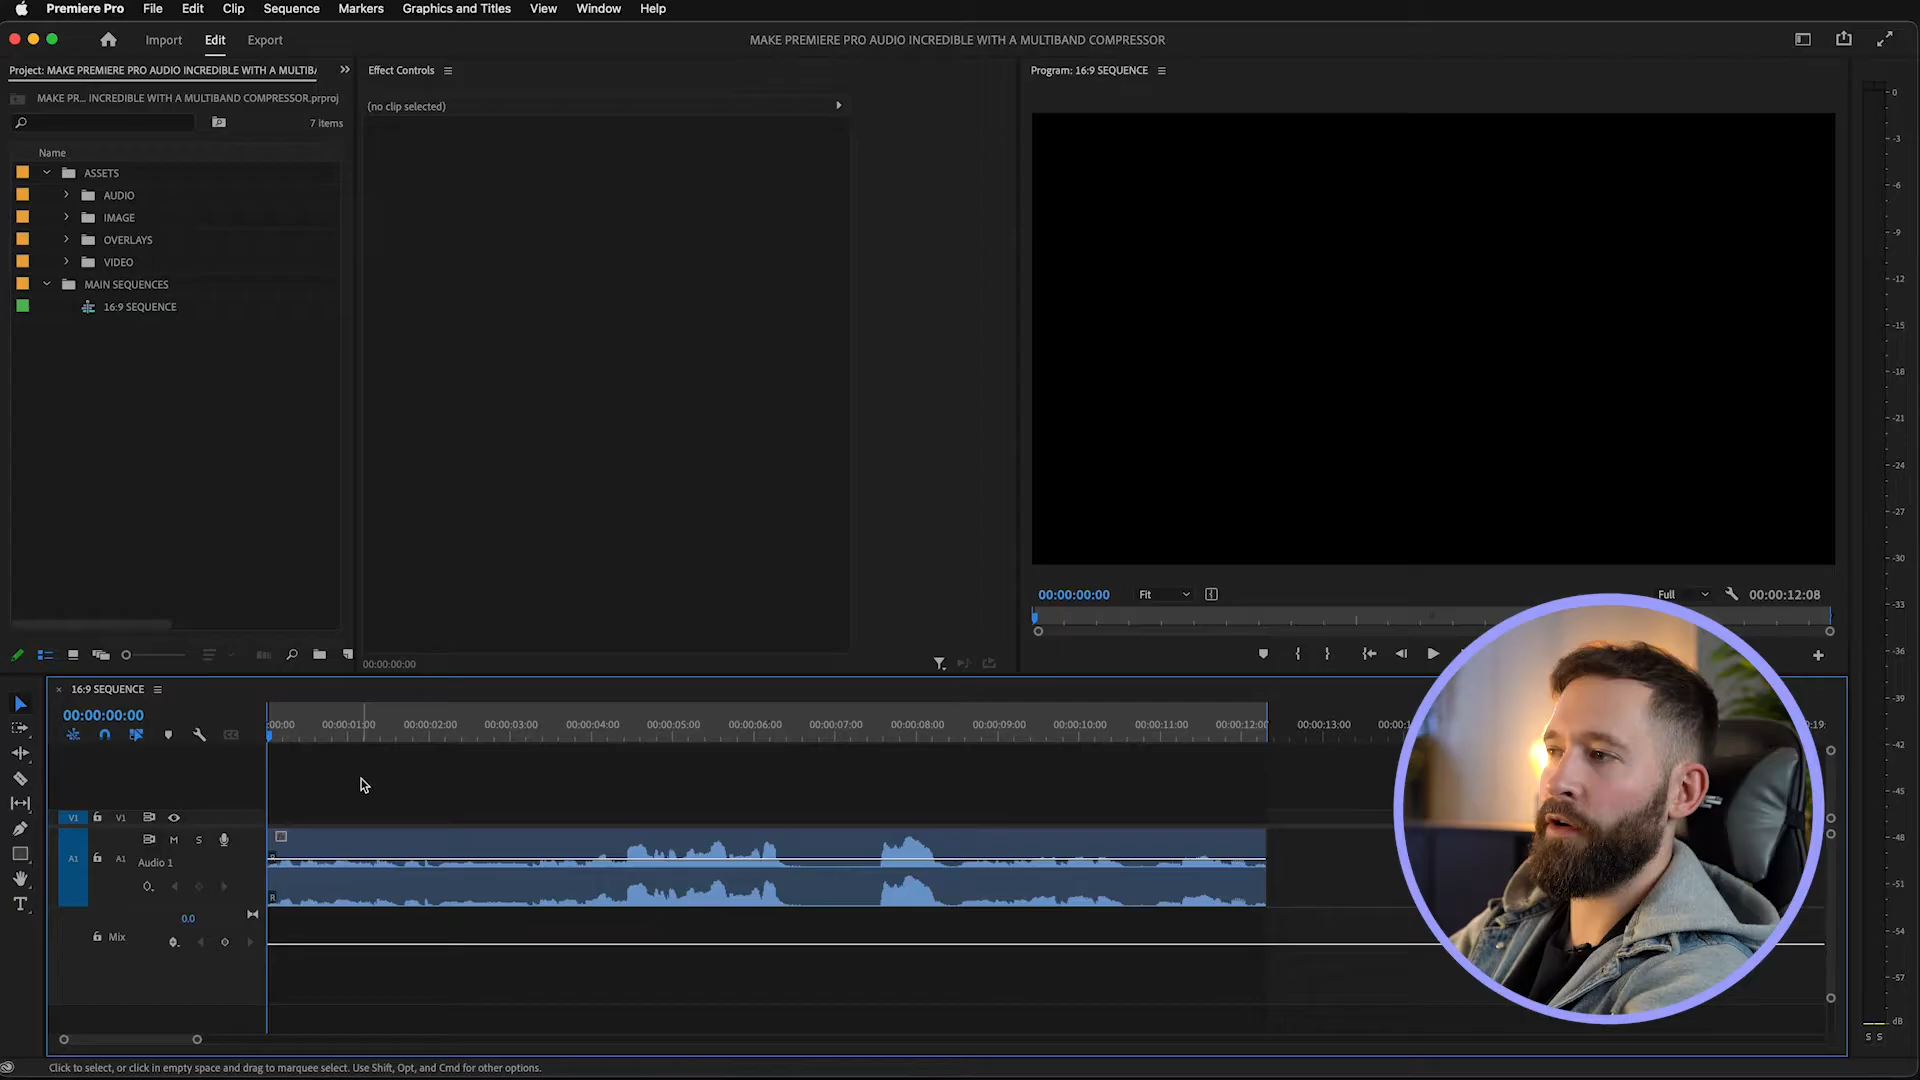 Premiere Pro File Edit Clip Sequence Markers Graphics and Titles View Window Help
Import Edit Export
MAKE PREMIERE PRO AUDIO INCREDIBLE WITH A MULTIBAND COMPRESSOR
Project: MAKE PREMIERE PRO AUDIO INCREDIBLE WITH A MULTIB
Effect Controls
Program: 16:9 SEQUENCE
MAKE PR... INCREDIBLE WITH A MULTIBAND COMPRESSOR.prproj
(no clip selected)
7 items
Name
ASSETS
AUDIO
IMAGE
OVERLAYS
VIDEO
MAIN SEQUENCES
16:9 SEQUENCE
00:00:00:00
Fit
Full
00:00:12:08
00:00:00:00
16:9 SEQUENCE
00:00:00:00
:00:00 00:00:01:00 00:00:02:00 00:00:03:00 00:00:04:00 00:00:05:00 00:00:06:00 00:00:07:00 00:00:08:00 00:00:09:00 00:00:10:00 00:00:11:00 00:00:12:00 00:00:13:00 00:00:1 :19:
V1 V1
M S
A1 A1
Audio 1
R
0.0
Mix
0
-3
-6
-9
-12
-15
-18
-21
-24
-27
-30
-33
-36
-39
-42
-45
-48
-51
-54
-57
dB
S S
Click to select, or click in empty space and drag to marquee select. Use Shift, Opt, and Cmd for other options.